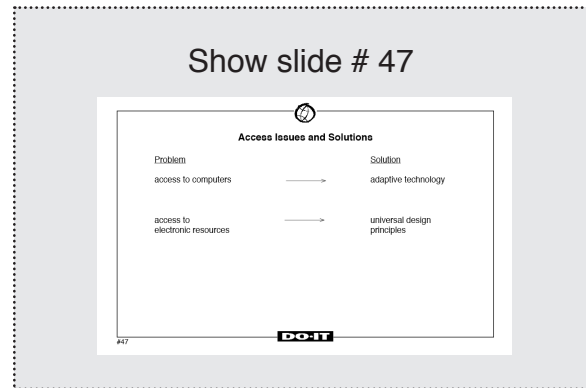 Show slide # 47
Access Issues and Solutions
Problem Solution
access to computers adaptive technology
access to universal design
electronic resources principles
DO-IT
#47